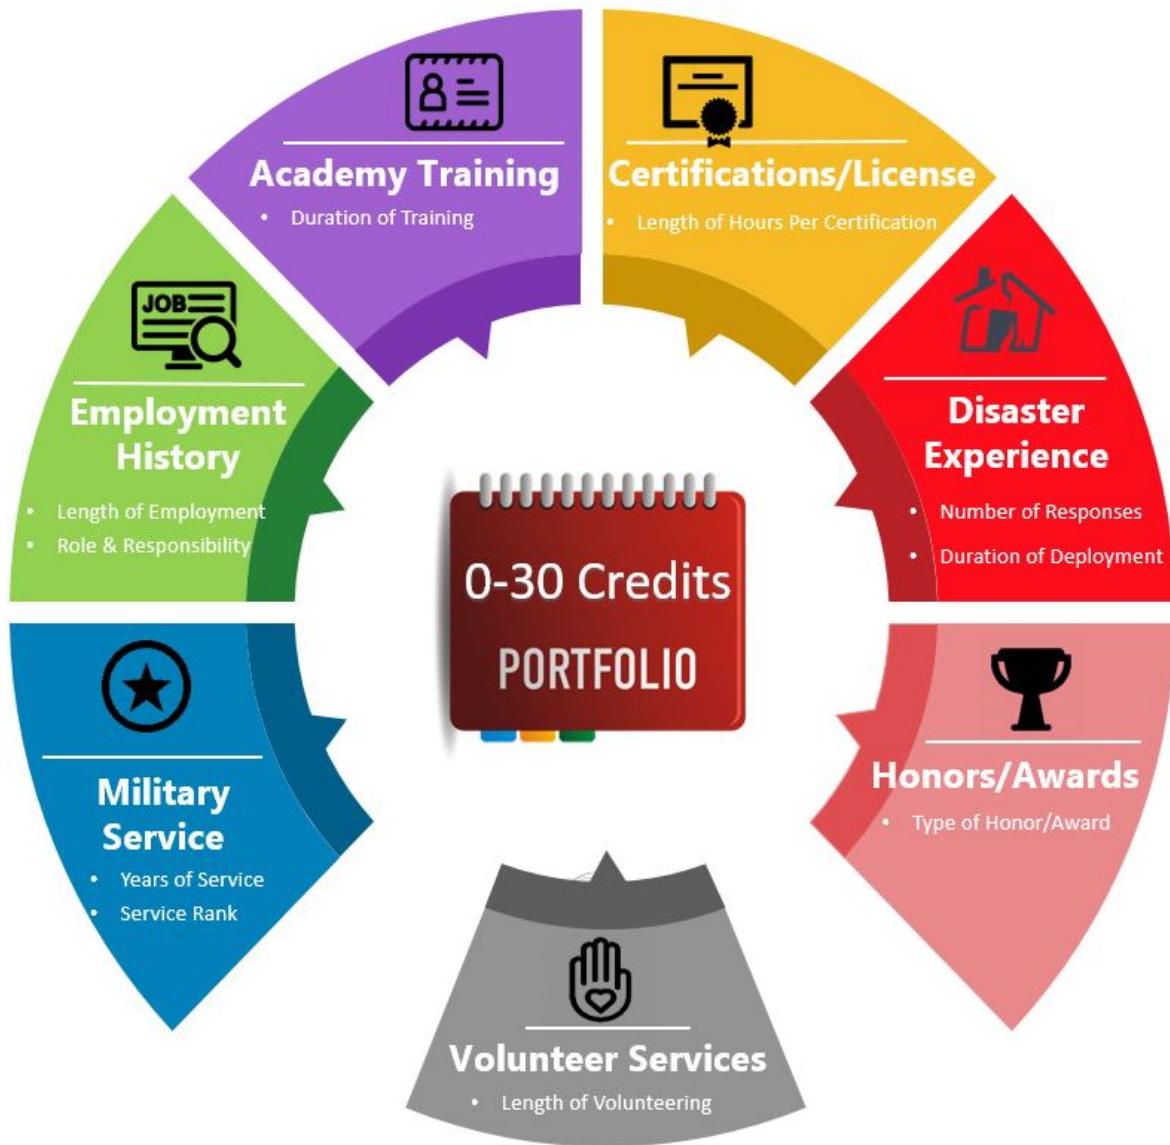 Academy Training
• Duration of Training
Certifications/License
• Length of Hours Per Certification
JOB
Employment
History
• Length of Employment
• Role & Responsibility
Disaster
Experience
• Number of Responses
• Duration of Deployment
0-30 Credits
PORTFOLIO
Military
Service
• Years of Service
• Service Rank
Honors/Awards
• Type of Honor/Award
Volunteer Services
• Length of Volunteering